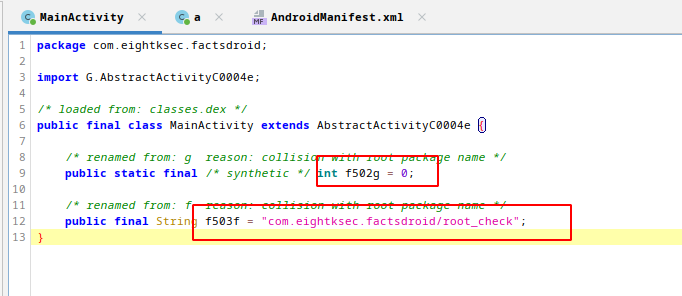 MainActivity a AndroidManifest.xml
1 package com.eightksec.factsdroid;
2
3 import G.AbstractActivityC0004e;
4
5 /* loaded from: classes.dex */
6 public final class MainActivity extends AbstractActivityC0004e {
7
8 /* renamed from: g reason: collision with root package name */
9 public static final /* synthetic */ int f502g = 0;
10
11 /* renamed from: f reason: collision with root package name */
12 public final String f503f = "com.eightksec.factsdroid/root_check";
13 }